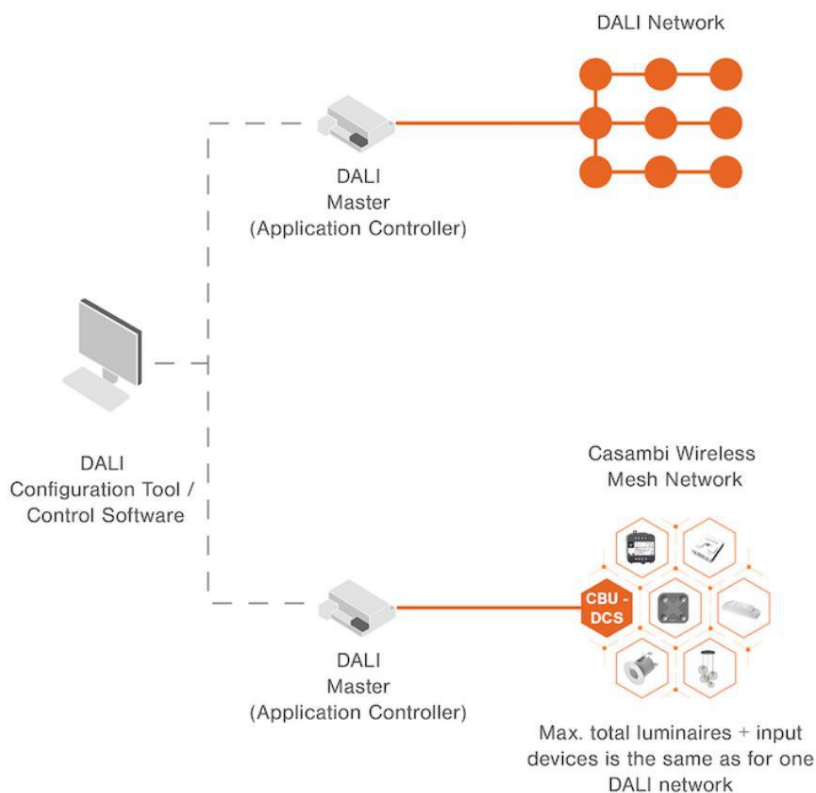 DALI Network
DALI
Master
(Application Controller)
DALI
Configuration Tool /
Control Software
Casambi Wireless
Mesh Network
CBU -
DCS
DALI
Master
(Application Controller)
Max. total luminaires + input
devices is the same as for one
DALI network